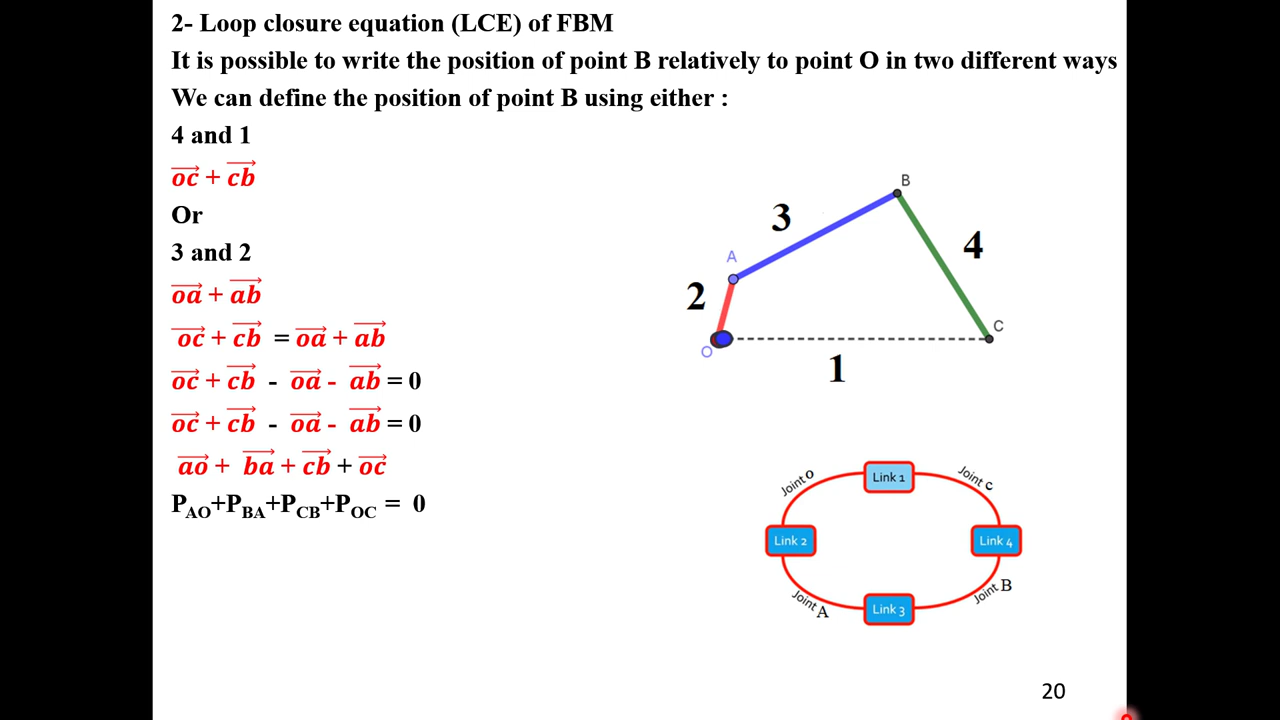 2- Loop closure equation (LCE) of FBM
It is possible to write the position of point B relatively to point O in two different ways
We can define the position of point B using either :
4 and 1
oc⃗ + cb⃗
Or
3 and 2
oa⃗ + ab⃗
oc⃗ + cb⃗ = oa⃗ + ab⃗
oc⃗ + cb⃗ - oa⃗ - ab⃗ = 0
oc⃗ + cb⃗ - oa⃗ - ab⃗ = 0
ao⃗ + ba⃗ + cb⃗ + oc⃗
P_AO+P_BA+P_CB+P_OC = 0
B
3
4
A
2
C
O
1
Joint o
Link 1
Joint c
Link 2
Link 4
Joint A
Link 3
Joint B
20